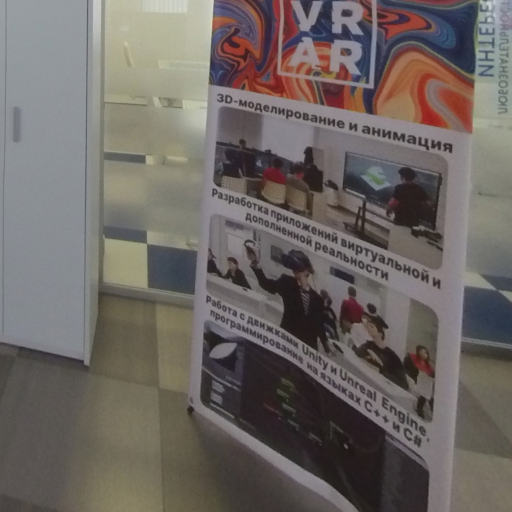 VR
AR
3D-моделирование и анимация
Разработка приложений виртуальной и
дополненной реальности
Работа с движками Unity и Unreal Engine,
программирование на языках C++ и C#